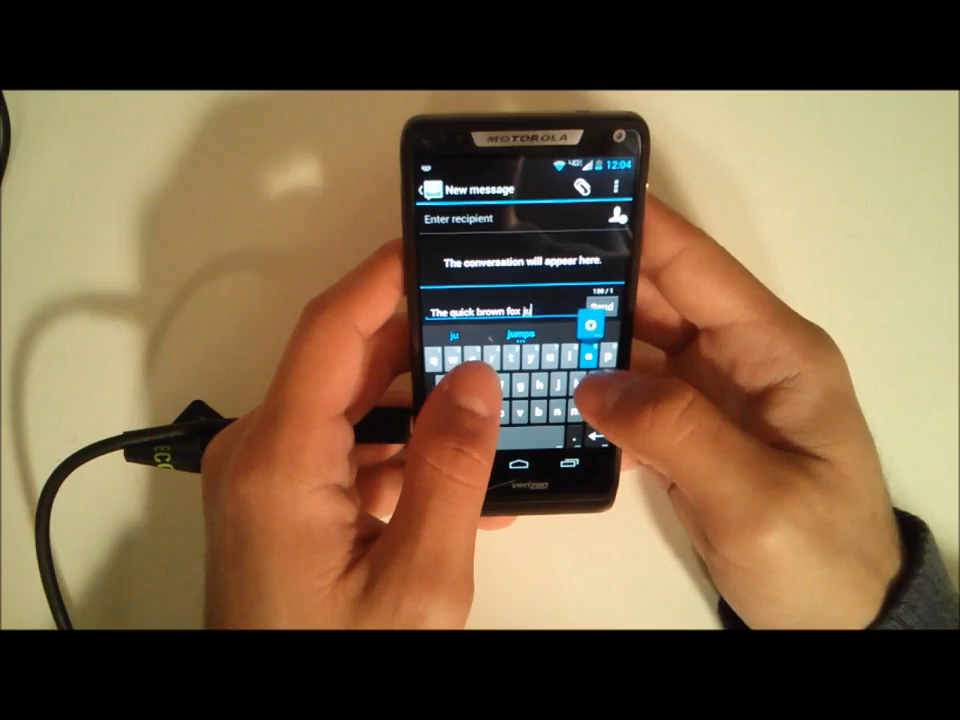 MOTOROLA
4G 12:04
New message
Enter recipient
The conversation will appear here.
The quick brown fox ju
Send
ju jumps
o
t y u i o p
g h j
v b n m
verizon
ECO